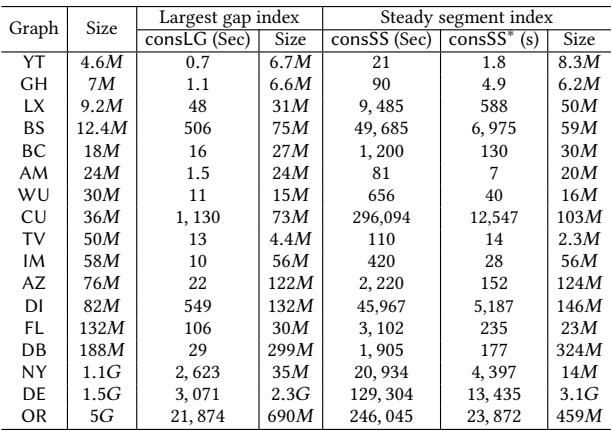 Graph Size Largest gap index Steady segment index
consLG (Sec) Size consSS (Sec) consSS* (s) Size
YT 4.6M 0.7 6.7M 21 1.8 8.3M
GH 7M 1.1 6.6M 90 4.9 6.2M
LX 9.2M 48 31M 9,485 588 50M
BS 12.4M 506 75M 49,685 6,975 59M
BC 18M 16 27M 1,200 130 30M
AM 24M 1.5 24M 81 7 20M
WU 30M 11 15M 656 40 16M
CU 36M 1,130 73M 296,094 12,547 103M
TV 50M 13 4.4M 110 14 2.3M
IM 58M 10 56M 420 28 56M
AZ 76M 22 122M 2,220 152 124M
DI 82M 549 132M 45,967 5,187 146M
FL 132M 106 30M 3,102 235 23M
DB 188M 29 299M 1,905 177 324M
NY 1.1G 2,623 35M 20,934 4,397 14M
DE 1.5G 3,071 2.3G 129,304 13,435 3.1G
OR 5G 21,874 690M 246,045 23,872 459M